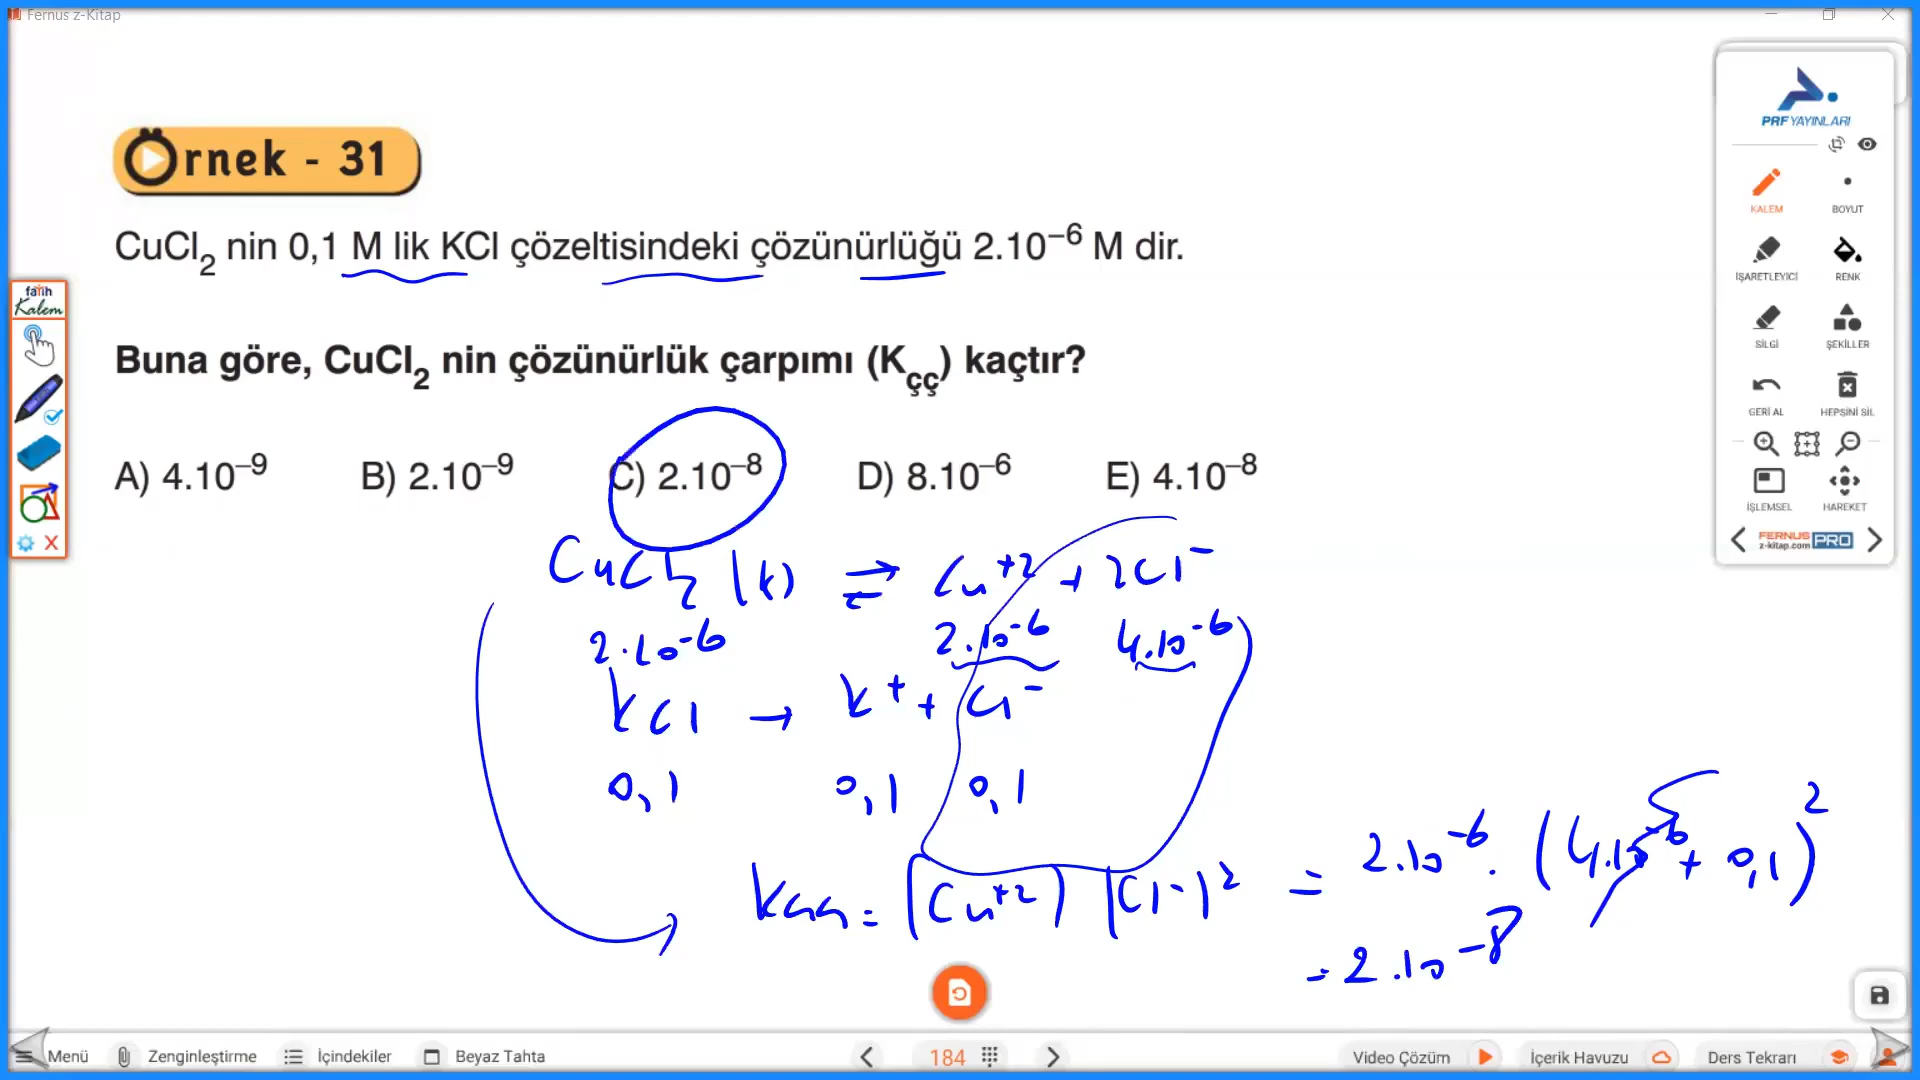 Fernus z-Kitap
Örnek - 31
CuCl₂ nin 0,1 M lik KCl çözeltisindeki çözünürlüğü 2.10⁻⁶ M dir.
Buna göre, CuCl₂ nin çözünürlük çarpımı (Kçç) kaçtır?
A) 4.10⁻⁹ B) 2.10⁻⁹ C) 2.10⁻⁸ D) 8.10⁻⁶ E) 4.10⁻⁸
CuCl₂ (k) ⇌ Cu⁺² + 2Cl⁻
2.10⁻⁶ 2.10⁻⁶ 4.10⁻⁶
KCl → K⁺ + Cl⁻
0,1 0,1 0,1
Kçç = [Cu⁺²] [Cl⁻]² = 2.10⁻⁶ . (4.10⁻⁶ + 0,1)²
= 2.10⁻⁸
fatih
Kalem
PRF YAYINLARI
KALEM BOYUT
İŞARETLEYİCİ RENK
SİLGİ ŞEKİLLER
GERİ AL HEPSİNİ SİL
İŞLEMSEL HAREKET
FERNUS PRO
z-kitap.com
Menü Zenginleştirme İçindekiler Beyaz Tahta 184 Video Çözüm İçerik Havuzu Ders Tekrarı